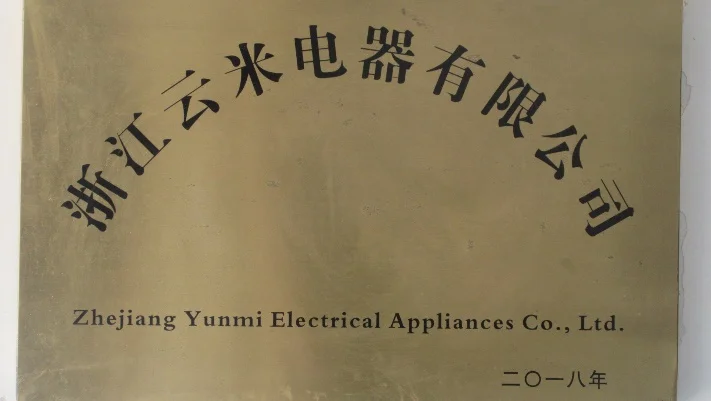 浙江云米电器有限公司
Zhejiang Yunmi Electrical Appliances Co., Ltd.
二〇一八年